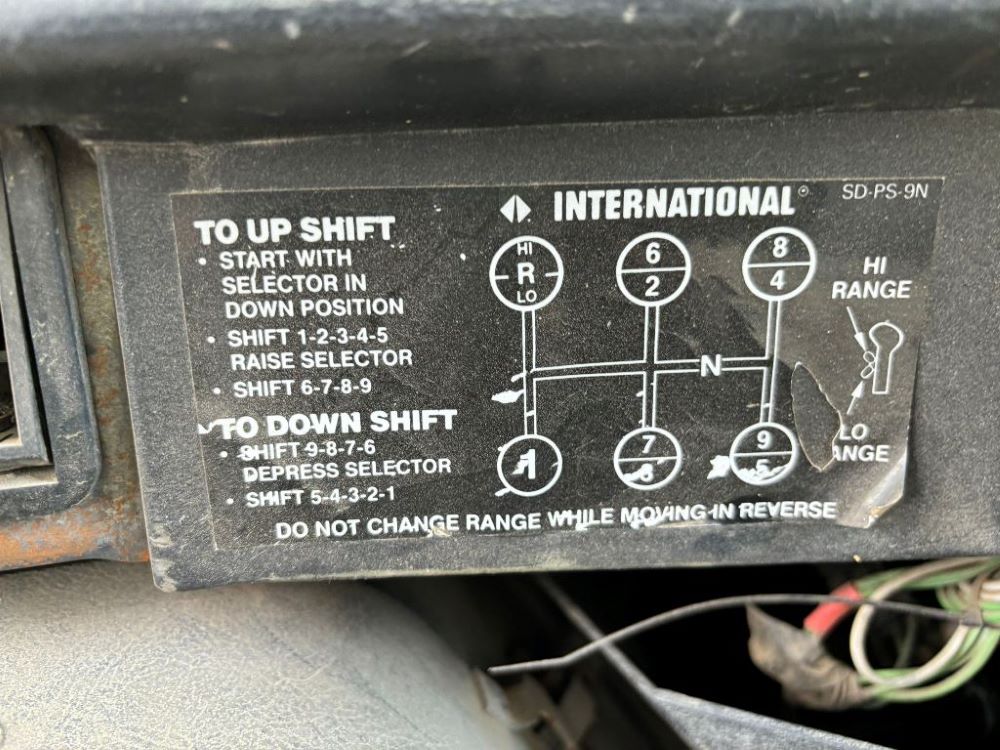 INTERNATIONAL®
SD-PS-9N
TO UP SHIFT
• START WITH
SELECTOR IN
DOWN POSITION
• SHIFT 1-2-3-4-5
RAISE SELECTOR
• SHIFT 6-7-8-9
TO DOWN SHIFT
• SHIFT 9-8-7-6
DEPRESS SELECTOR
• SHIFT 5-4-3-2-1
HI
R
LO
6
2
8
4
N
1
7
3
9
5
HI
RANGE
LO
ANGE
DO NOT CHANGE RANGE WHILE MOVING IN REVERSE